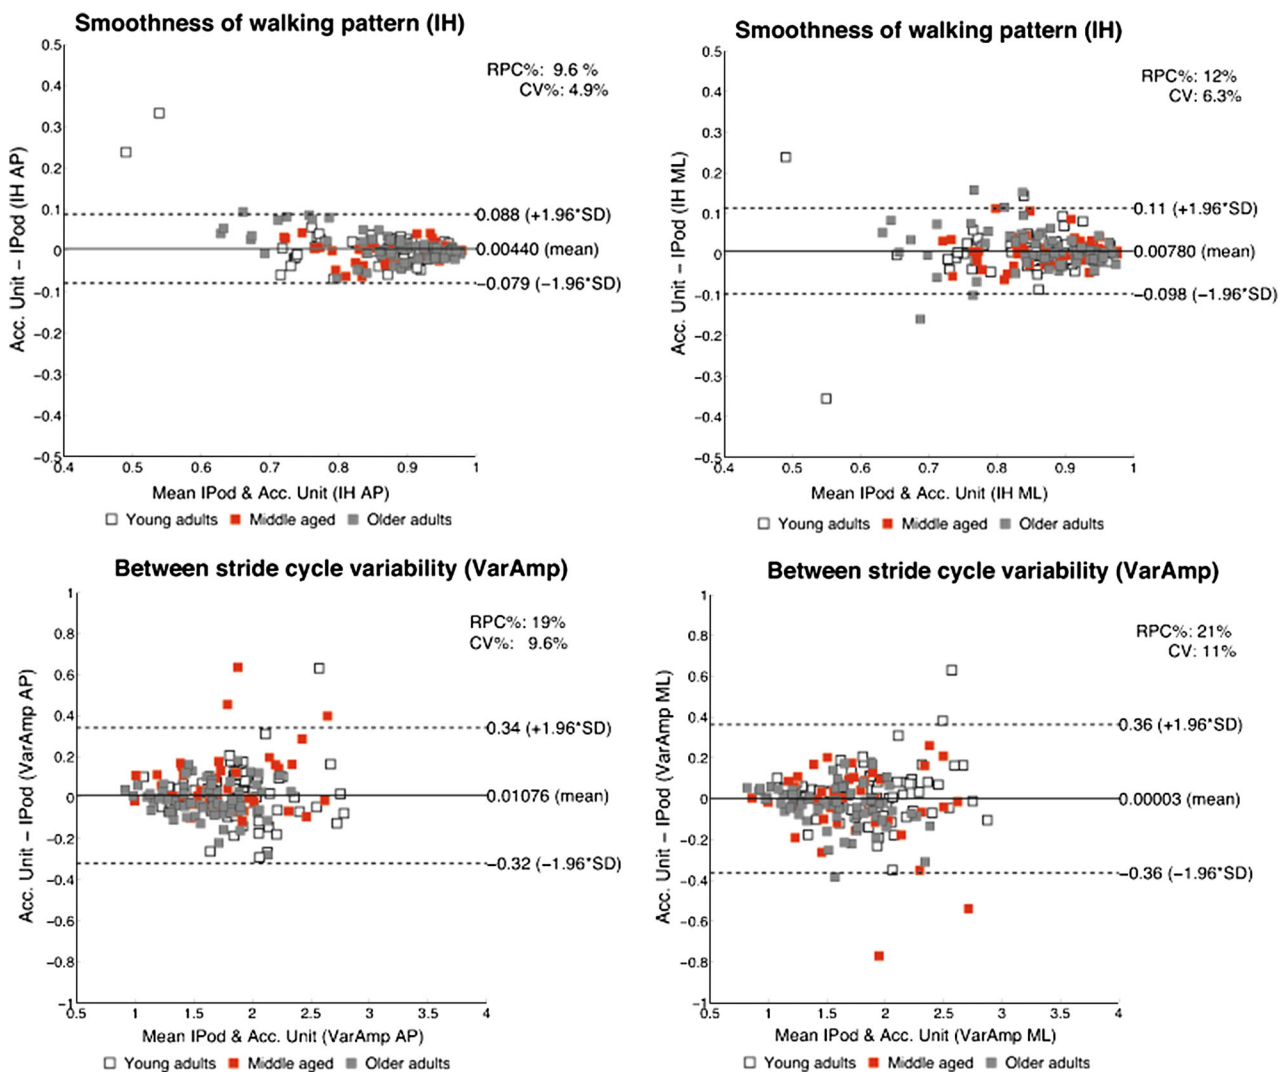 Smoothness of walking pattern (IH)
RPC%: 9.6 %
CV%: 4.9%
0.5
0.4
0.3
0.2
0.1
0
−0.1
−0.2
−0.3
−0.4
−0.5
Acc. Unit − IPod (IH AP)
0.088 (+1.96*SD)
0.00440 (mean)
−0.079 (−1.96*SD)
0.4 0.5 0.6 0.7 0.8 0.9 1
Mean IPod & Acc. Unit (IH AP)
Young adults Middle aged Older adults
Smoothness of walking pattern (IH)
RPC%: 12%
CV: 6.3%
0.5
0.4
0.3
0.2
0.1
0
−0.1
−0.2
−0.3
−0.4
−0.5
Acc. Unit − IPod (IH ML)
0.11 (+1.96*SD)
0.00780 (mean)
−0.098 (−1.96*SD)
0.4 0.5 0.6 0.7 0.8 0.9 1
Mean IPod & Acc. Unit (IH ML)
Young adults Middle aged Older adults
Between stride cycle variability (VarAmp)
RPC%: 19%
CV%: 9.6%
1
0.8
0.6
0.4
0.2
0
−0.2
−0.4
−0.6
−0.8
−1
Acc. Unit − IPod (VarAmp AP)
0.34 (+1.96*SD)
0.01076 (mean)
−0.32 (−1.96*SD)
0.5 1 1.5 2 2.5 3 3.5 4
Mean IPod & Acc. Unit (VarAmp AP)
Young adults Middle aged Older adults
Between stride cycle variability (VarAmp)
RPC%: 21%
CV: 11%
1
0.8
0.6
0.4
0.2
0
−0.2
−0.4
−0.6
−0.8
−1
Acc. Unit − IPod (VarAmp ML)
0.36 (+1.96*SD)
0.00003 (mean)
−0.36 (−1.96*SD)
0.5 1 1.5 2 2.5 3 3.5 4
Mean IPod & Acc. Unit (VarAmp ML)
Young adults Middle aged Older adults